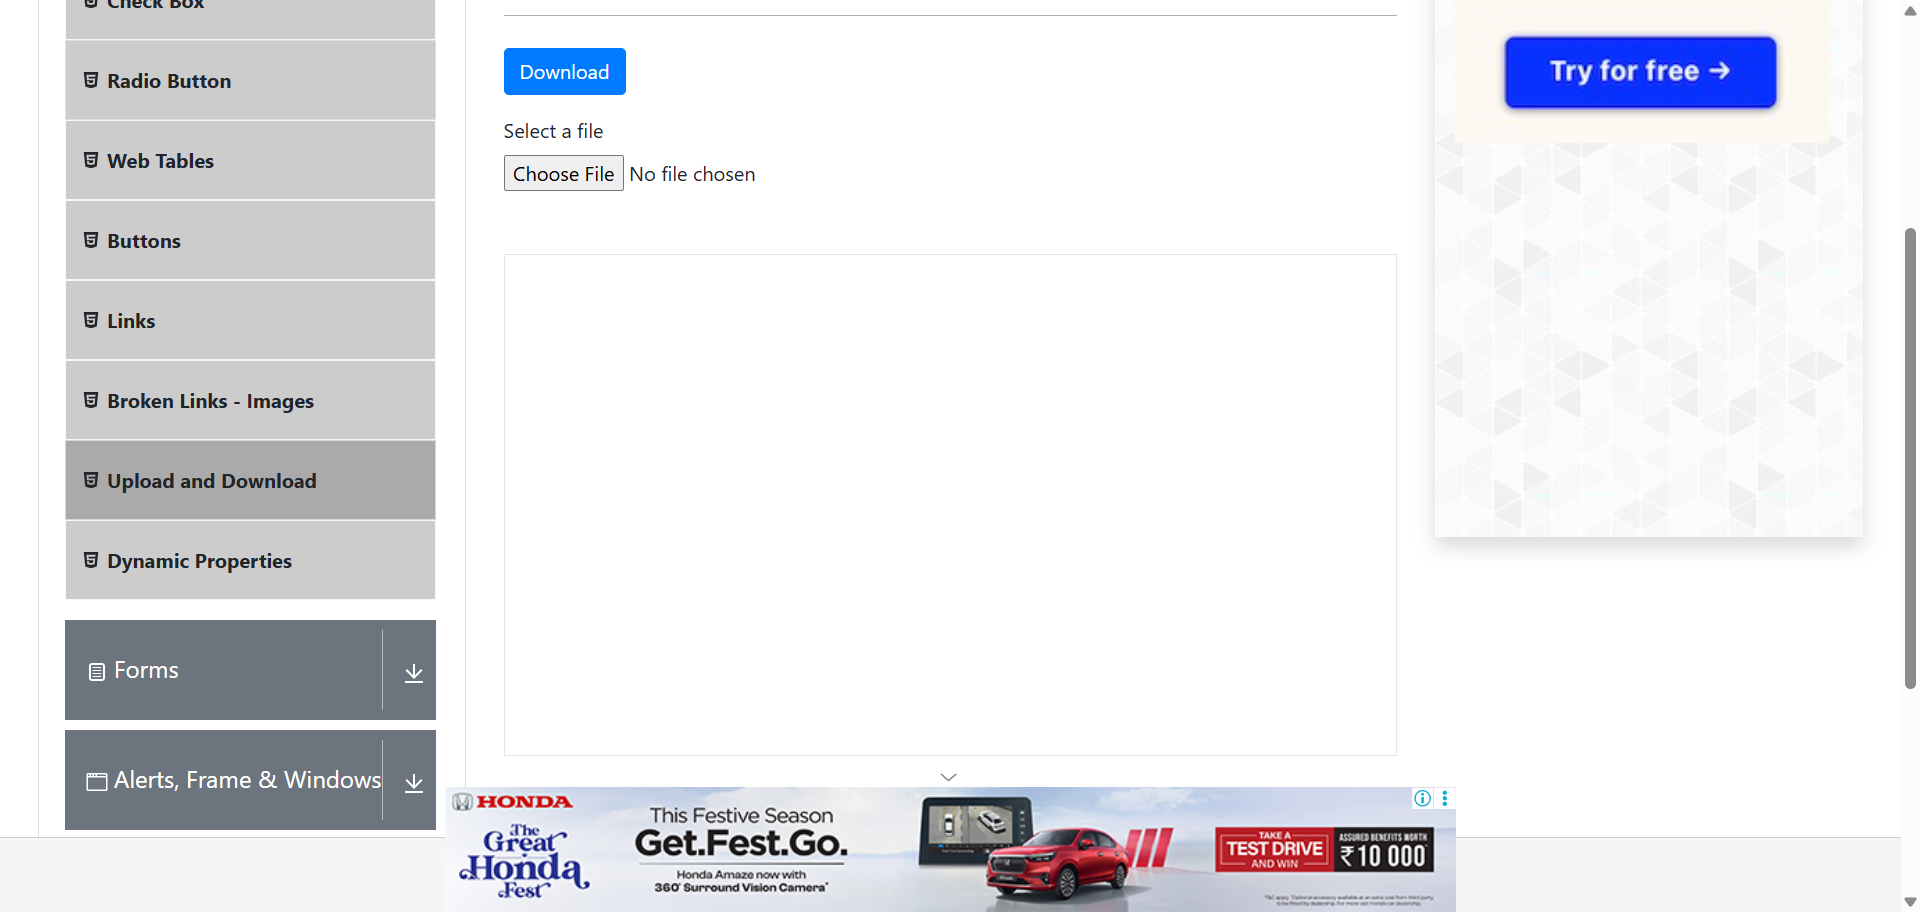 Check Box
Radio Button
Web Tables
Buttons
Links
Broken Links - Images
Upload and Download
Dynamic Properties
Forms
Alerts, Frame & Windows
Download
Select a file
Choose File No file chosen
Try for free →
HONDA
The
Great
Honda
Fest
This Festive Season
Get.Fest.Go.
Honda Amaze now with
360° Surround Vision Camera*
TAKE A
TEST DRIVE
AND WIN
ASSURED BENEFITS WORTH
₹10 000*